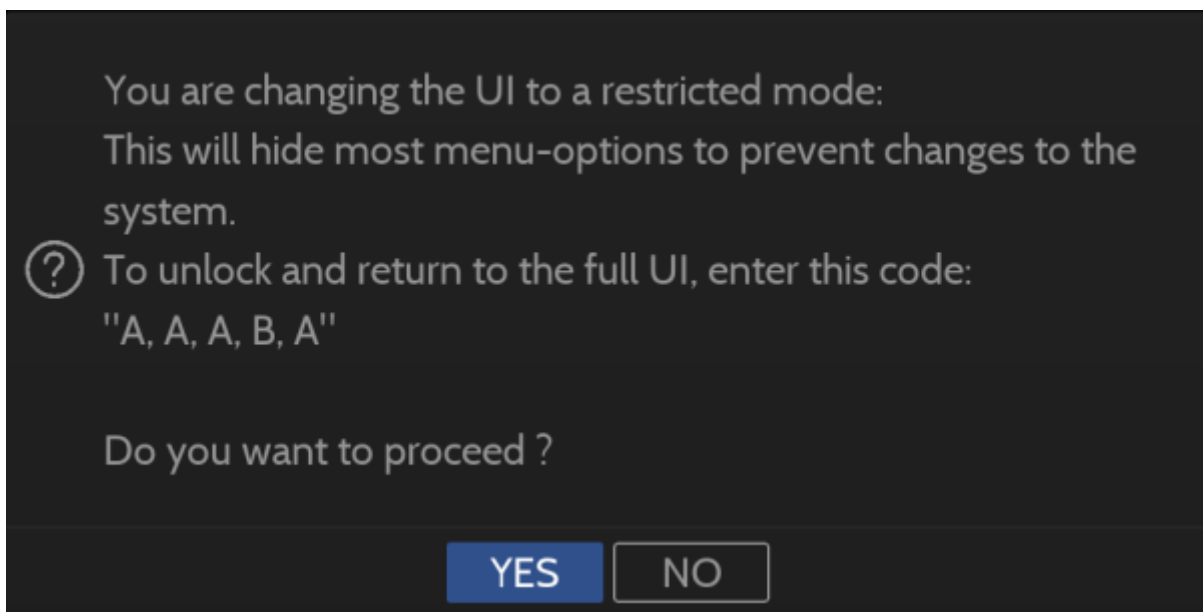 You are changing the UI to a restricted mode:
This will hide most menu-options to prevent changes to the
system.
To unlock and return to the full UI, enter this code:
"A, A, A, B, A"
Do you want to proceed ?
YES NO